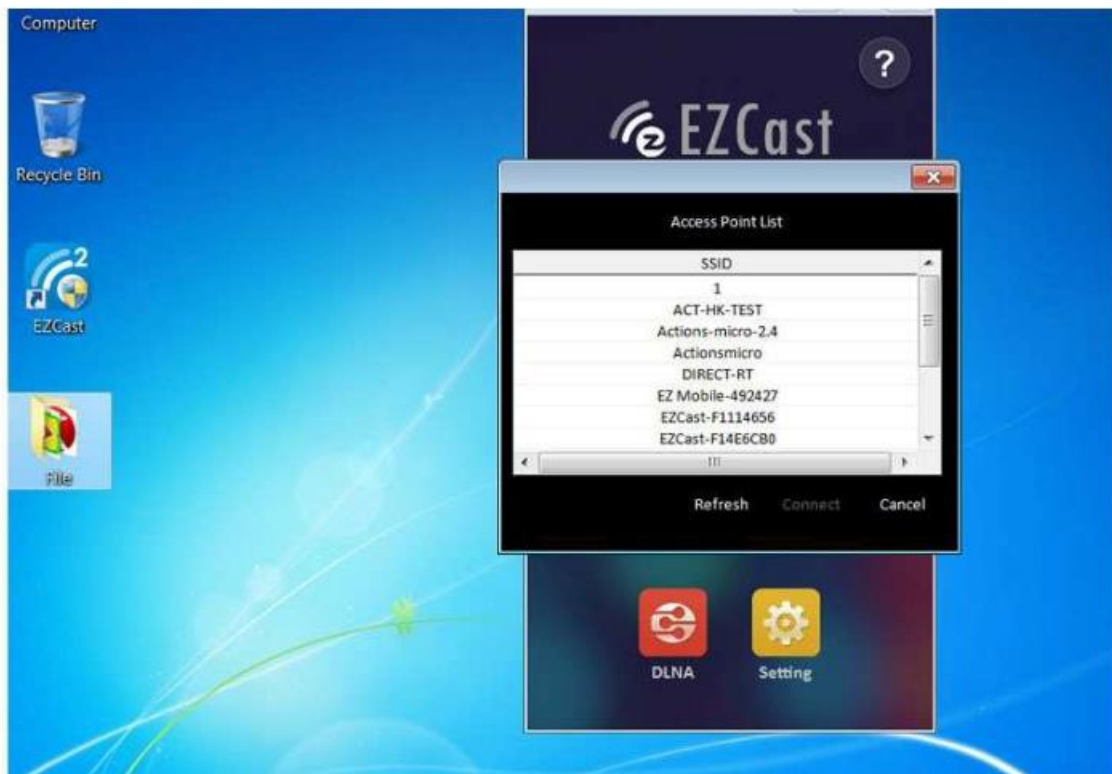 Computer
Recycle Bin
2
EZCast
File
?
EZCast
Access Point List
SSID
1
ACT-HK-TEST
Actions-micro-2.4
Actionsmicro
DIRECT-RT
EZ Mobile-492427
EZCast-F1114656
EZCast-F14E6CB0
Refresh Connect Cancel
DLNA Setting